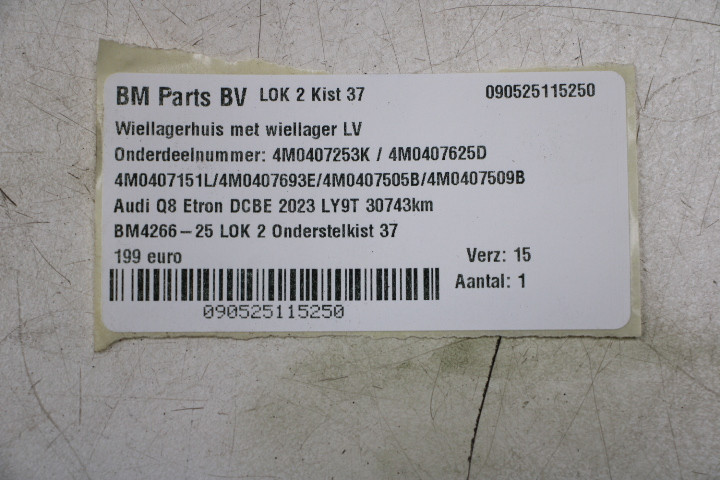 BM Parts BV LOK 2 Kist 37 090525115250
Wiellagerhuis met wiellager LV
Onderdeelnummer: 4M0407253K / 4M0407625D
4M0407151L/4M0407693E/4M0407505B/4M0407509B
Audi Q8 Etron DCBE 2023 LY9T 30743km
BM4266-25 LOK 2 Onderstelkist 37
199 euro Verz: 15
Aantal: 1
090525115250